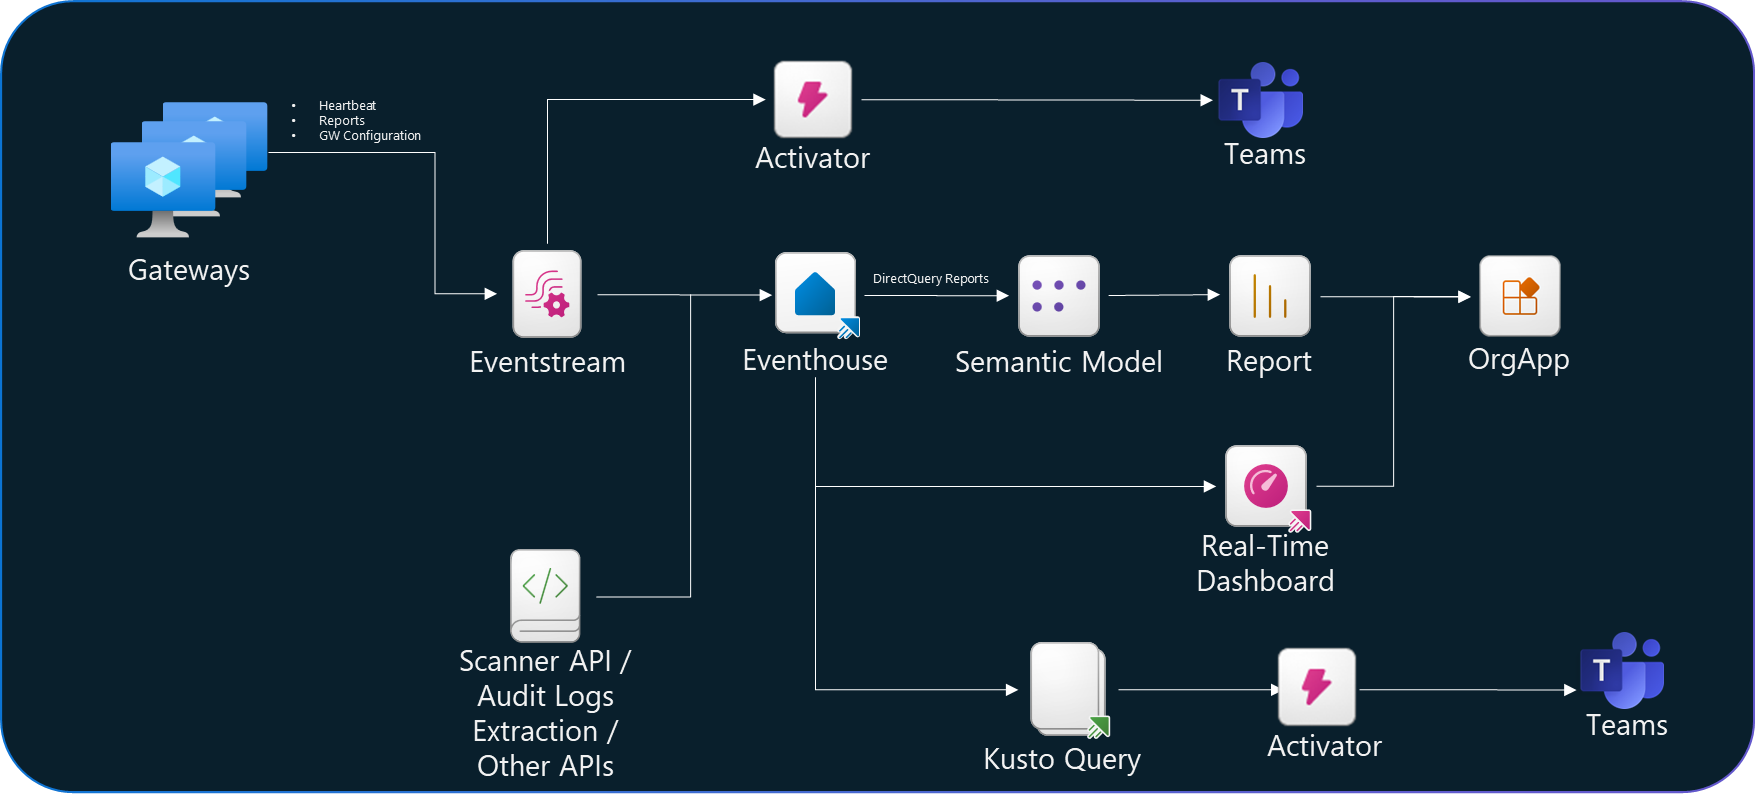 • Heartbeat
• Reports
• GW Configuration
Gateways
Activator
T
Teams
Eventstream
Eventhouse
DirectQuery Reports
Semantic Model
Report
OrgApp
Real-Time
Dashboard
</>
Scanner API /
Audit Logs
Extraction /
Other APIs
Kusto Query
Activator
T
Teams